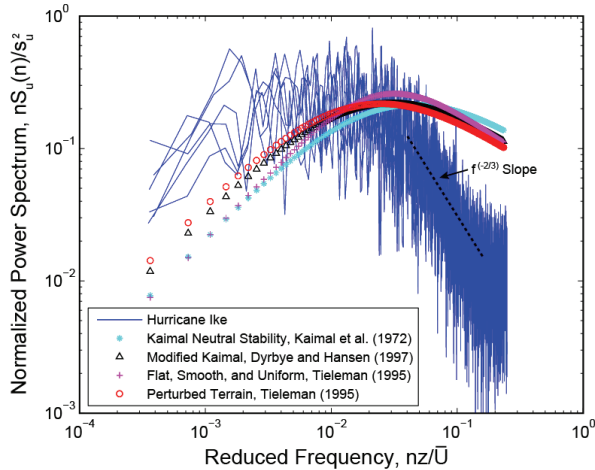 Normalized Power Spectrum, nSᵤ(n)/s²ᵤ
10⁰
10⁻¹
10⁻²
10⁻³
f⁽⁻²/³⁾ Slope
Hurricane Ike
Kaimal Neutral Stability, Kaimal et al. (1972)
Modified Kaimal, Dyrbye and Hansen (1997)
Flat, Smooth, and Uniform, Tieleman (1995)
Perturbed Terrain, Tieleman (1995)
10⁻⁴ 10⁻³ 10⁻² 10⁻¹ 10⁰
Reduced Frequency, nz/Ū